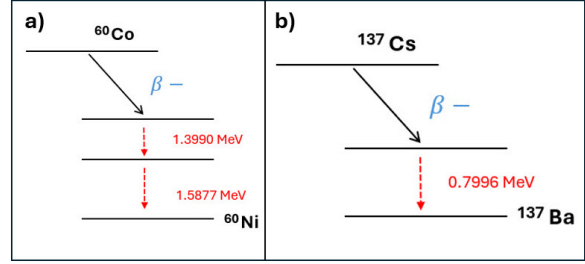 a)
⁶⁰Co
β −
1.3990 MeV
1.5877 MeV
⁶⁰Ni
b)
¹³⁷Cs
β −
0.7996 MeV
¹³⁷Ba